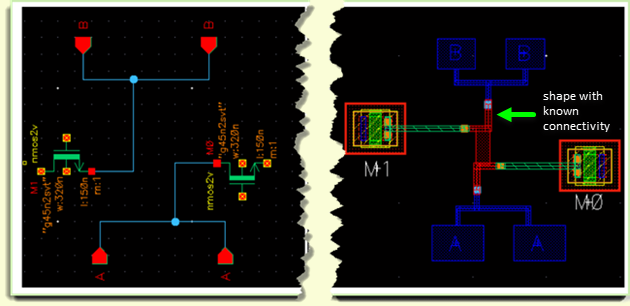 B
B
nmos2v
M1
"g45n2svt"
w:320n
l:150n
m:1
M0
"g45n2svt"
w:320n
l:150n
m:1
nmos2v
A
A
B
B
shape with
known
connectivity
M1
M0
A
A